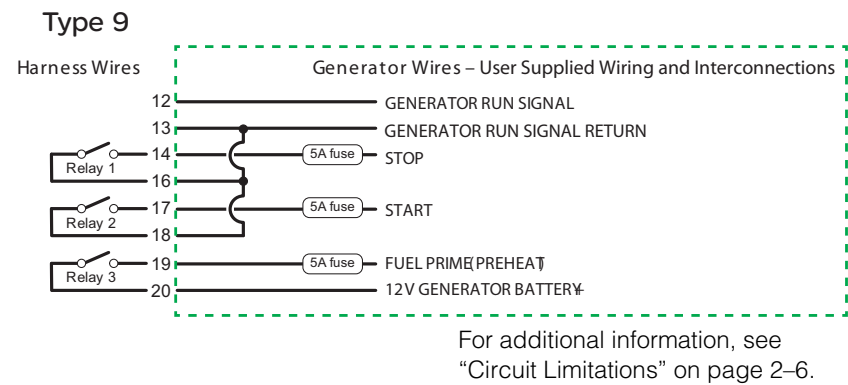 Type 9
Harness Wires
Generator Wires – User Supplied Wiring and Interconnections
12 GENERATOR RUN SIGNAL
13 GENERATOR RUN SIGNAL RETURN
14 5A fuse STOP
Relay 1
16
17 5A fuse START
Relay 2
18
19 5A fuse FUEL PRIME(PREHEAT)
Relay 3
20 12V GENERATOR BATTERY+
For additional information, see
"Circuit Limitations" on page 2–6.